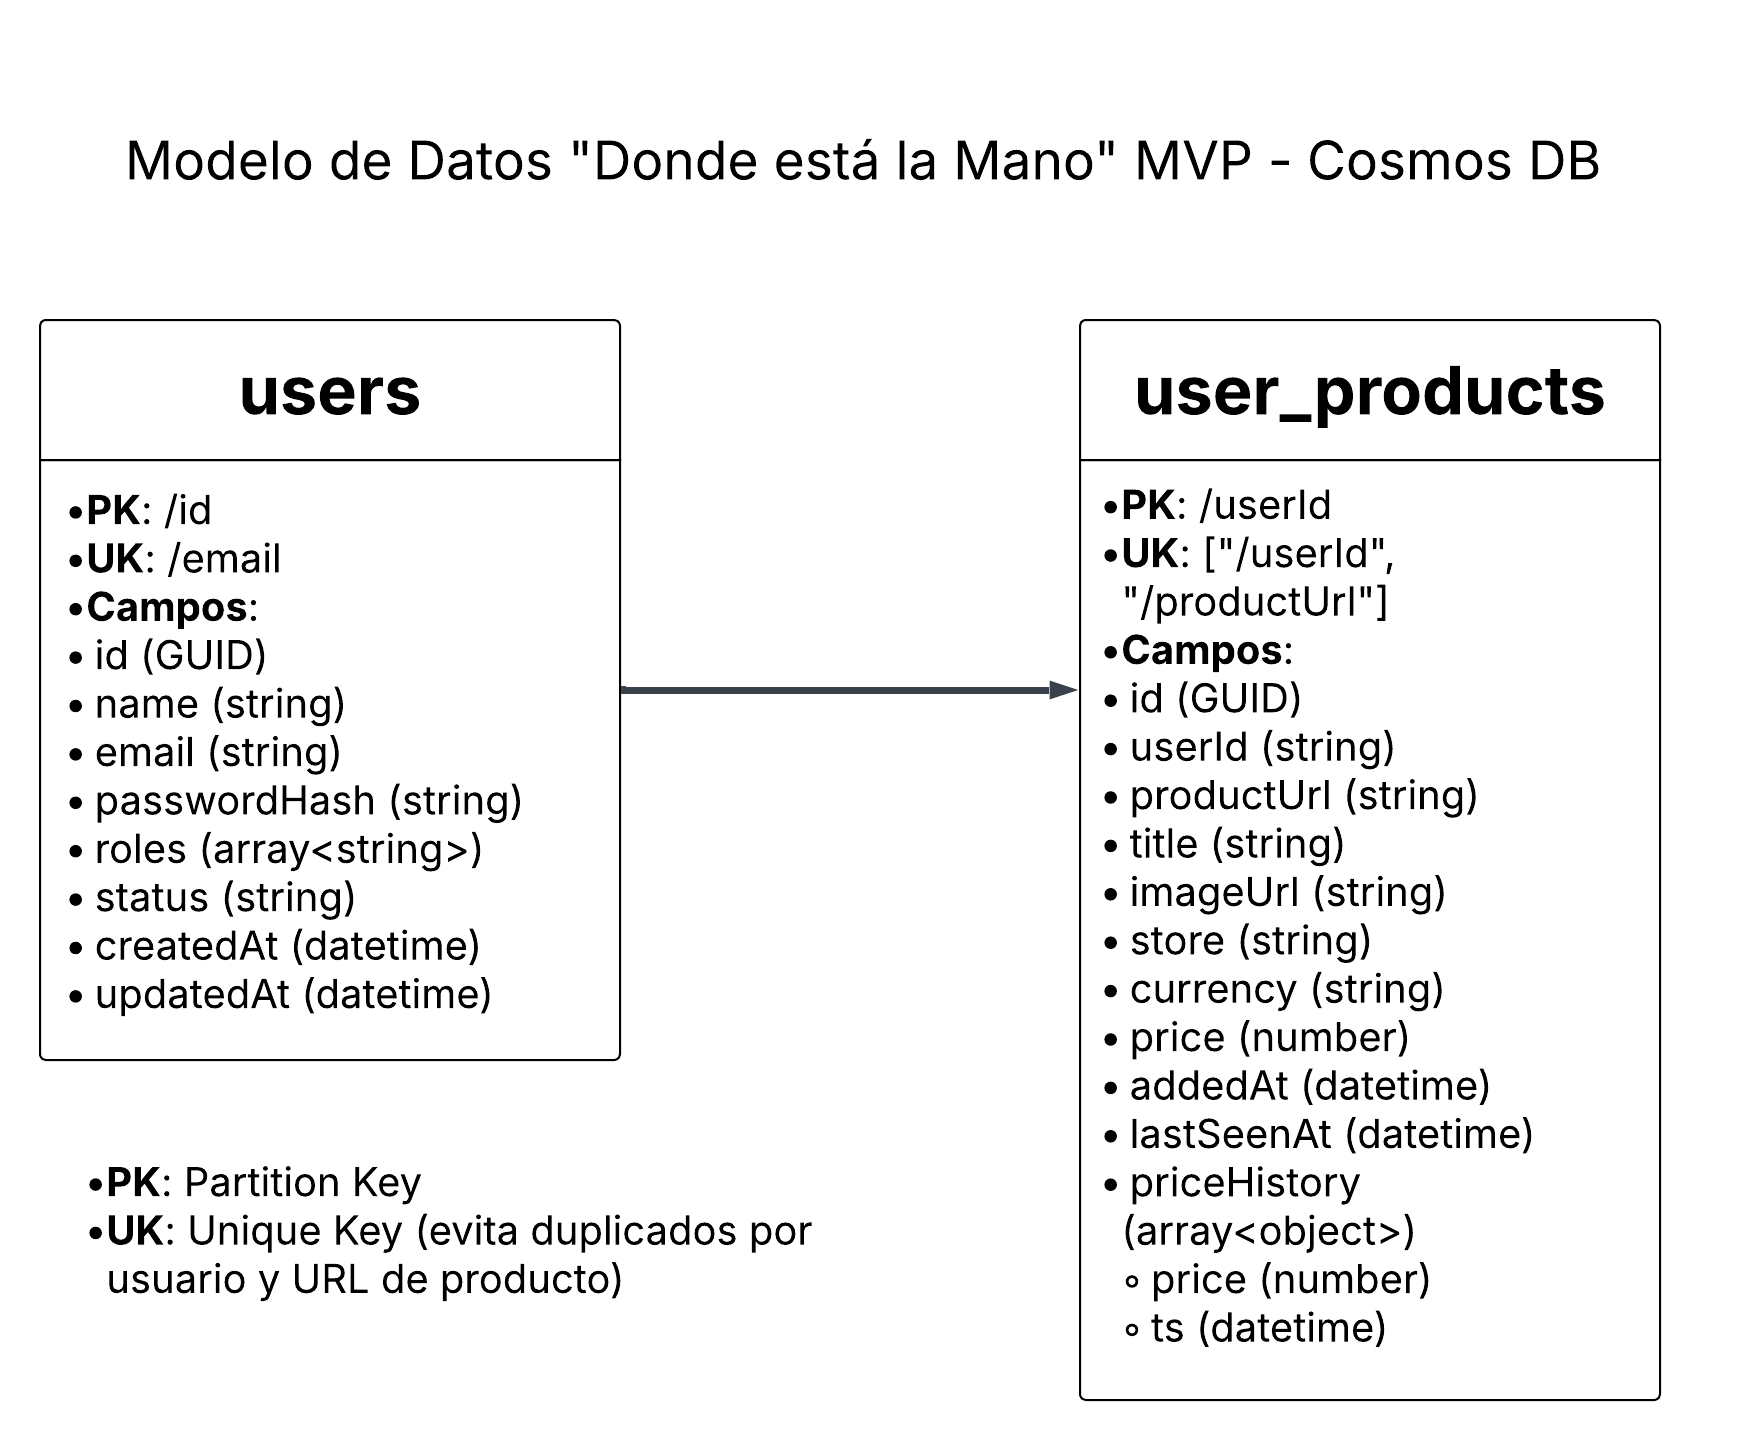 Modelo de Datos "Donde está la Mano" MVP - Cosmos DB
users
•PK: /id
•UK: /email
•Campos:
• id (GUID)
• name (string)
• email (string)
• passwordHash (string)
• roles (array<string>)
• status (string)
• createdAt (datetime)
• updatedAt (datetime)
•PK: Partition Key
•UK: Unique Key (evita duplicados por
usuario y URL de producto)
user_products
•PK: /userId
•UK: ["/userId",
"/productUrl"]
•Campos:
• id (GUID)
• userId (string)
• productUrl (string)
• title (string)
• imageUrl (string)
• store (string)
• currency (string)
• price (number)
• addedAt (datetime)
• lastSeenAt (datetime)
• priceHistory
(array<object>)
◦ price (number)
◦ ts (datetime)